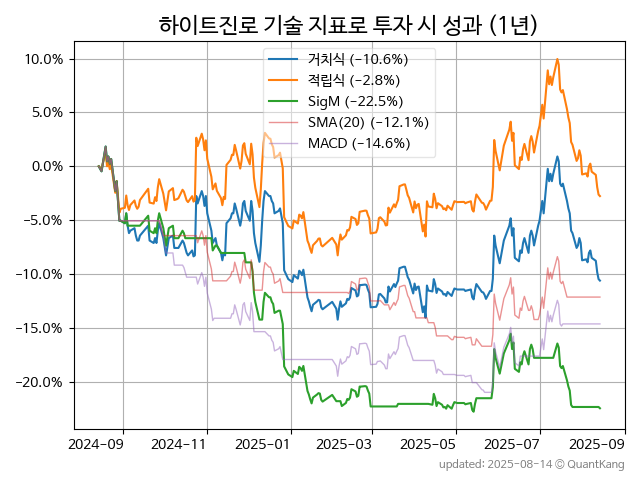 하이트진로 기술 지표로 투자 시 성과 (1년)
거치식 (−10.6%)
적립식 (−2.8%)
SigM (−22.5%)
SMA(20) (−12.1%)
MACD (−14.6%)
10.0%
5.0%
0.0%
−5.0%
−10.0%
−15.0%
−20.0%
2024-09 2024-11 2025-01 2025-03 2025-05 2025-07 2025-09
updated: 2025-08-14 © QuantKang